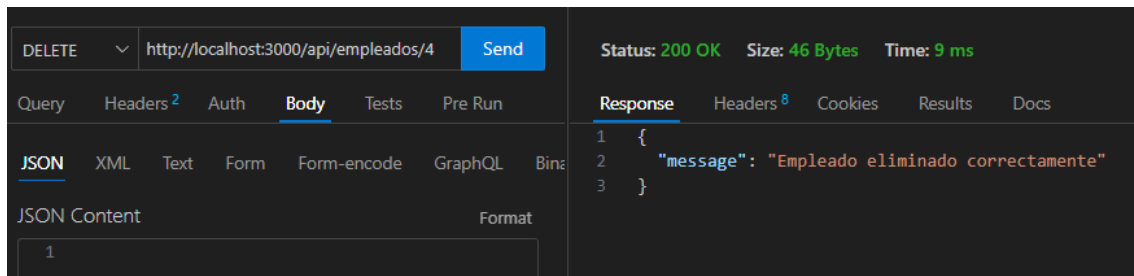 DELETE http://localhost:3000/api/empleados/4 Send
Query Headers 2 Auth Body Tests Pre Run
JSON XML Text Form Form-encode GraphQL Bina
JSON Content Format
1
Status: 200 OK Size: 46 Bytes Time: 9 ms
Response Headers 8 Cookies Results Docs
1 {
2 "message": "Empleado eliminado correctamente"
3 }